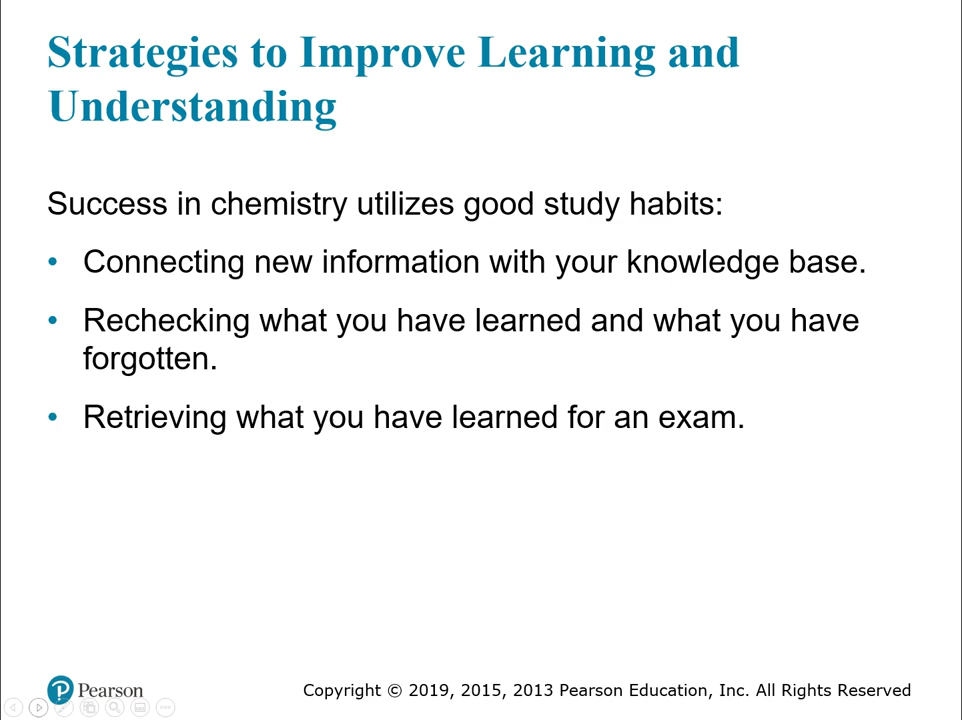 Strategies to Improve Learning and
Understanding
Success in chemistry utilizes good study habits:
• Connecting new information with your knowledge base.
• Rechecking what you have learned and what you have
forgotten.
• Retrieving what you have learned for an exam.
P Pearson
Copyright © 2019, 2015, 2013 Pearson Education, Inc. All Rights Reserved